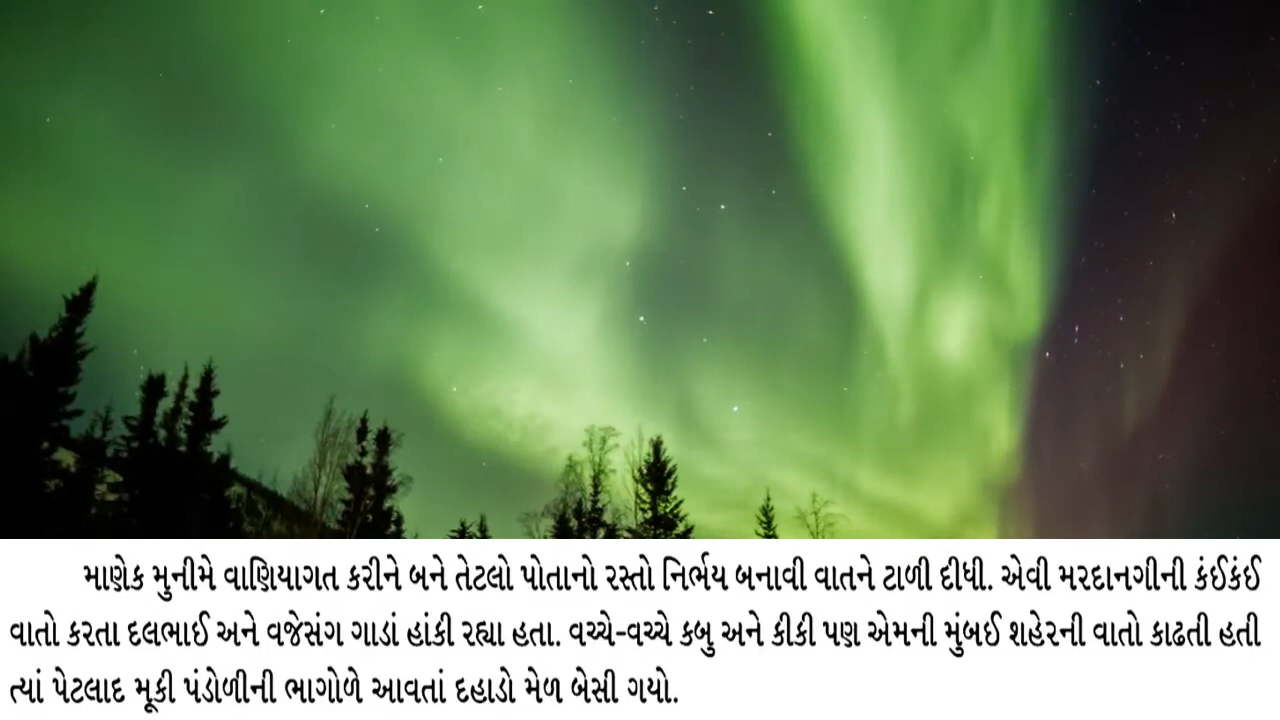 માણેક મુનીમે વાણિયાગત કરીને બને તેટલો પોતાનો રસ્તો નિર્ભય બનાવી વાતને ટાળી દીધી. એવી મરદાનગીની કંઈકંઈ
વાતો કરતા દલભાઈ અને વજેસંગ ગાડાં હાંકી રહ્યા હતા. વચ્ચે-વચ્ચે કબુ અને કીકી પણ એમની મુંબઈ શહેરની વાતો કાઢતી હતી
ત્યાં પેટલાદ મૂકી પંડોળીની ભાગોળે આવતાં દહાડો મેળ બેસી ગયો.